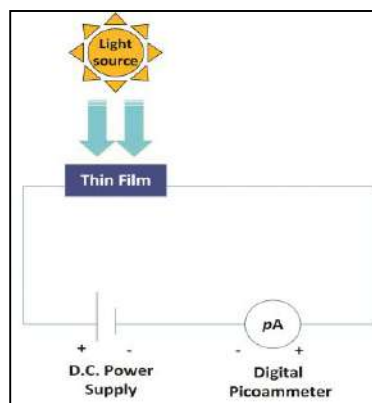 Light
source
Thin Film
pA
+ - - +
D.C. Power
Supply
Digital
Picoammeter